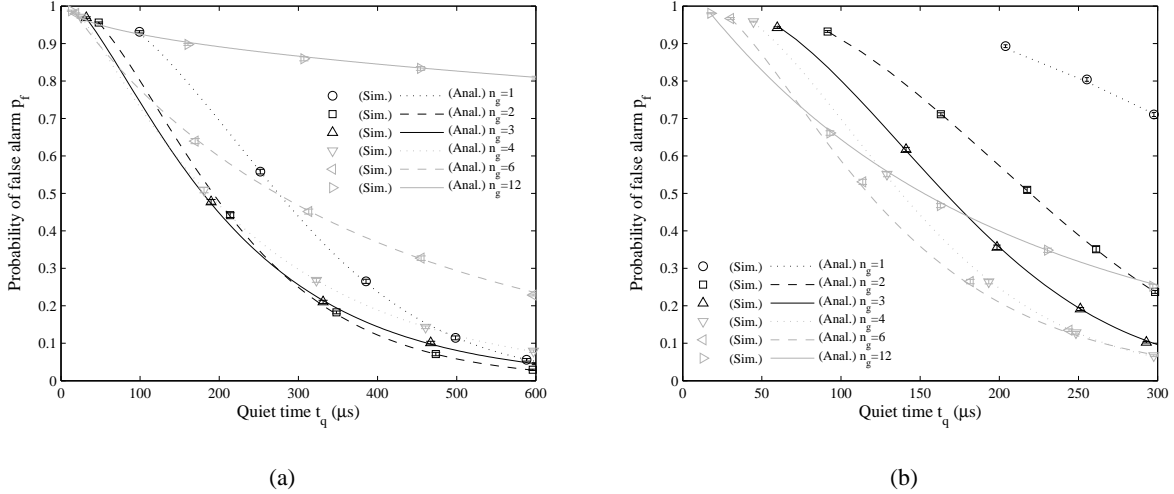 1
0.9
0.8
0.7
0.6
0.5
0.4
0.3
0.2
0.1
0
0 100 200 300 400 500 600
Probability of false alarm p_f
Quiet time t_q (μs)
(Sim.) (Anal.) n_g=1
(Sim.) (Anal.) n_g=2
(Sim.) (Anal.) n_g=3
(Sim.) (Anal.) n_g=4
(Sim.) (Anal.) n_g=6
(Sim.) (Anal.) n_g=12
(a)
1
0.9
0.8
0.7
0.6
0.5
0.4
0.3
0.2
0.1
0
0 50 100 150 200 250 300
Probability of false alarm p_f
Quiet time t_q (μs)
(Sim.) (Anal.) n_g=1
(Sim.) (Anal.) n_g=2
(Sim.) (Anal.) n_g=3
(Sim.) (Anal.) n_g=4
(Sim.) (Anal.) n_g=6
(Sim.) (Anal.) n_g=12
(b)